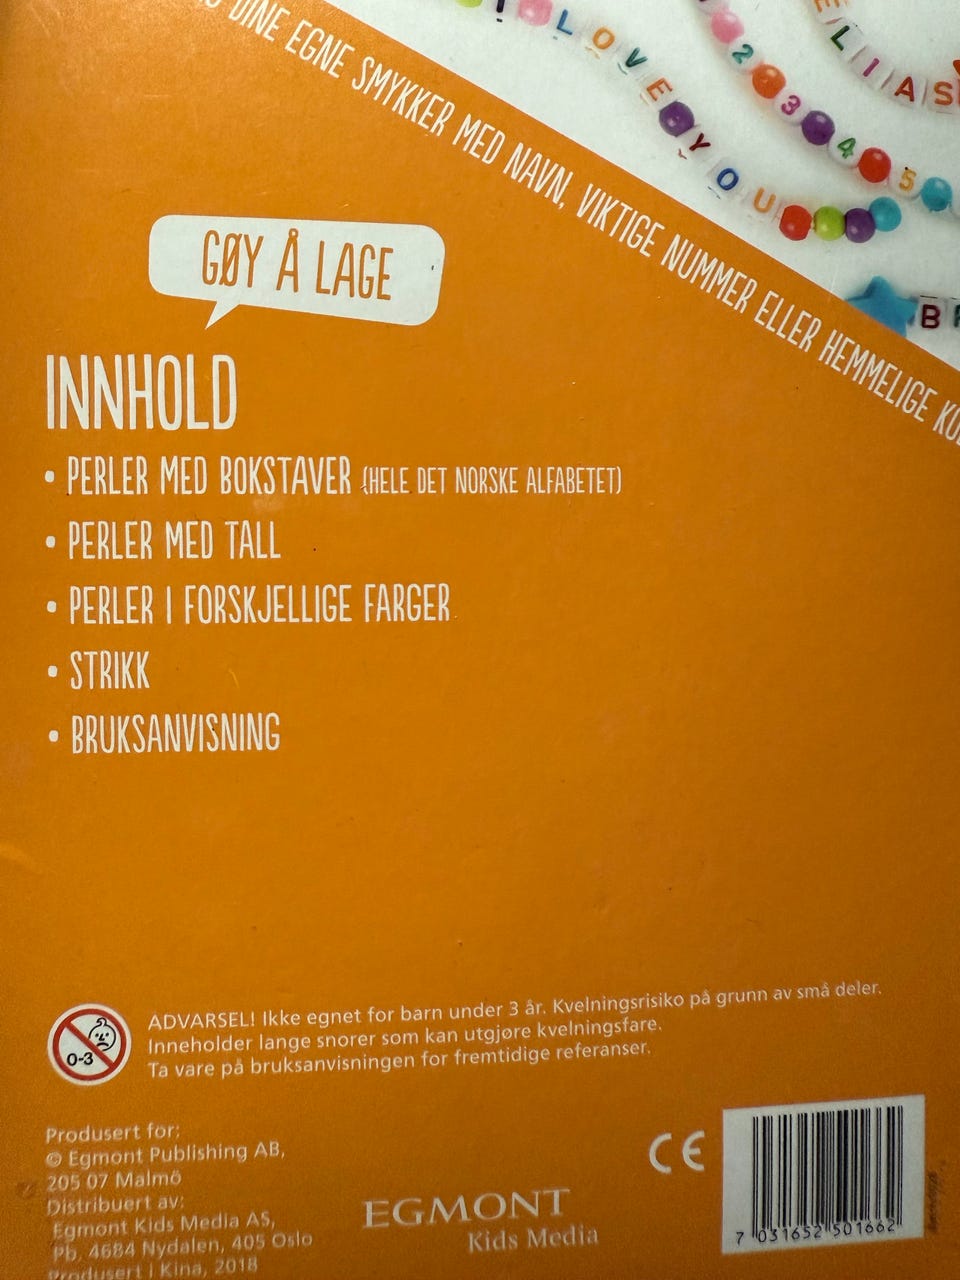 DINE EGNE SMYKKER MED NAVN, VIKTIGE NUMMER ELLER HEMMELIGE
I LOVE YOU
2 3 4 5
ELIAS
B
GØY Å LAGE
INNHOLD
• PERLER MED BOKSTAVER (HELE DET NORSKE ALFABETET)
• PERLER MED TALL
• PERLER I FORSKJELLIGE FARGER
• STRIKK
• BRUKSANVISNING
0-3
ADVARSEL! Ikke egnet for barn under 3 år. Kvelningsrisiko på grunn av små deler.
Inneholder lange snorer som kan utgjøre kvelningsfare.
Ta vare på bruksanvisningen for fremtidige referanser.
Produsert for:
© Egmont Publishing AB,
205 07 Malmö
Distribuert av:
Egmont Kids Media AS,
Pb. 4684 Nydalen, 405 Oslo
Produsert i Kina, 2018
CE
EGMONT
Kids Media
7 031652 501662